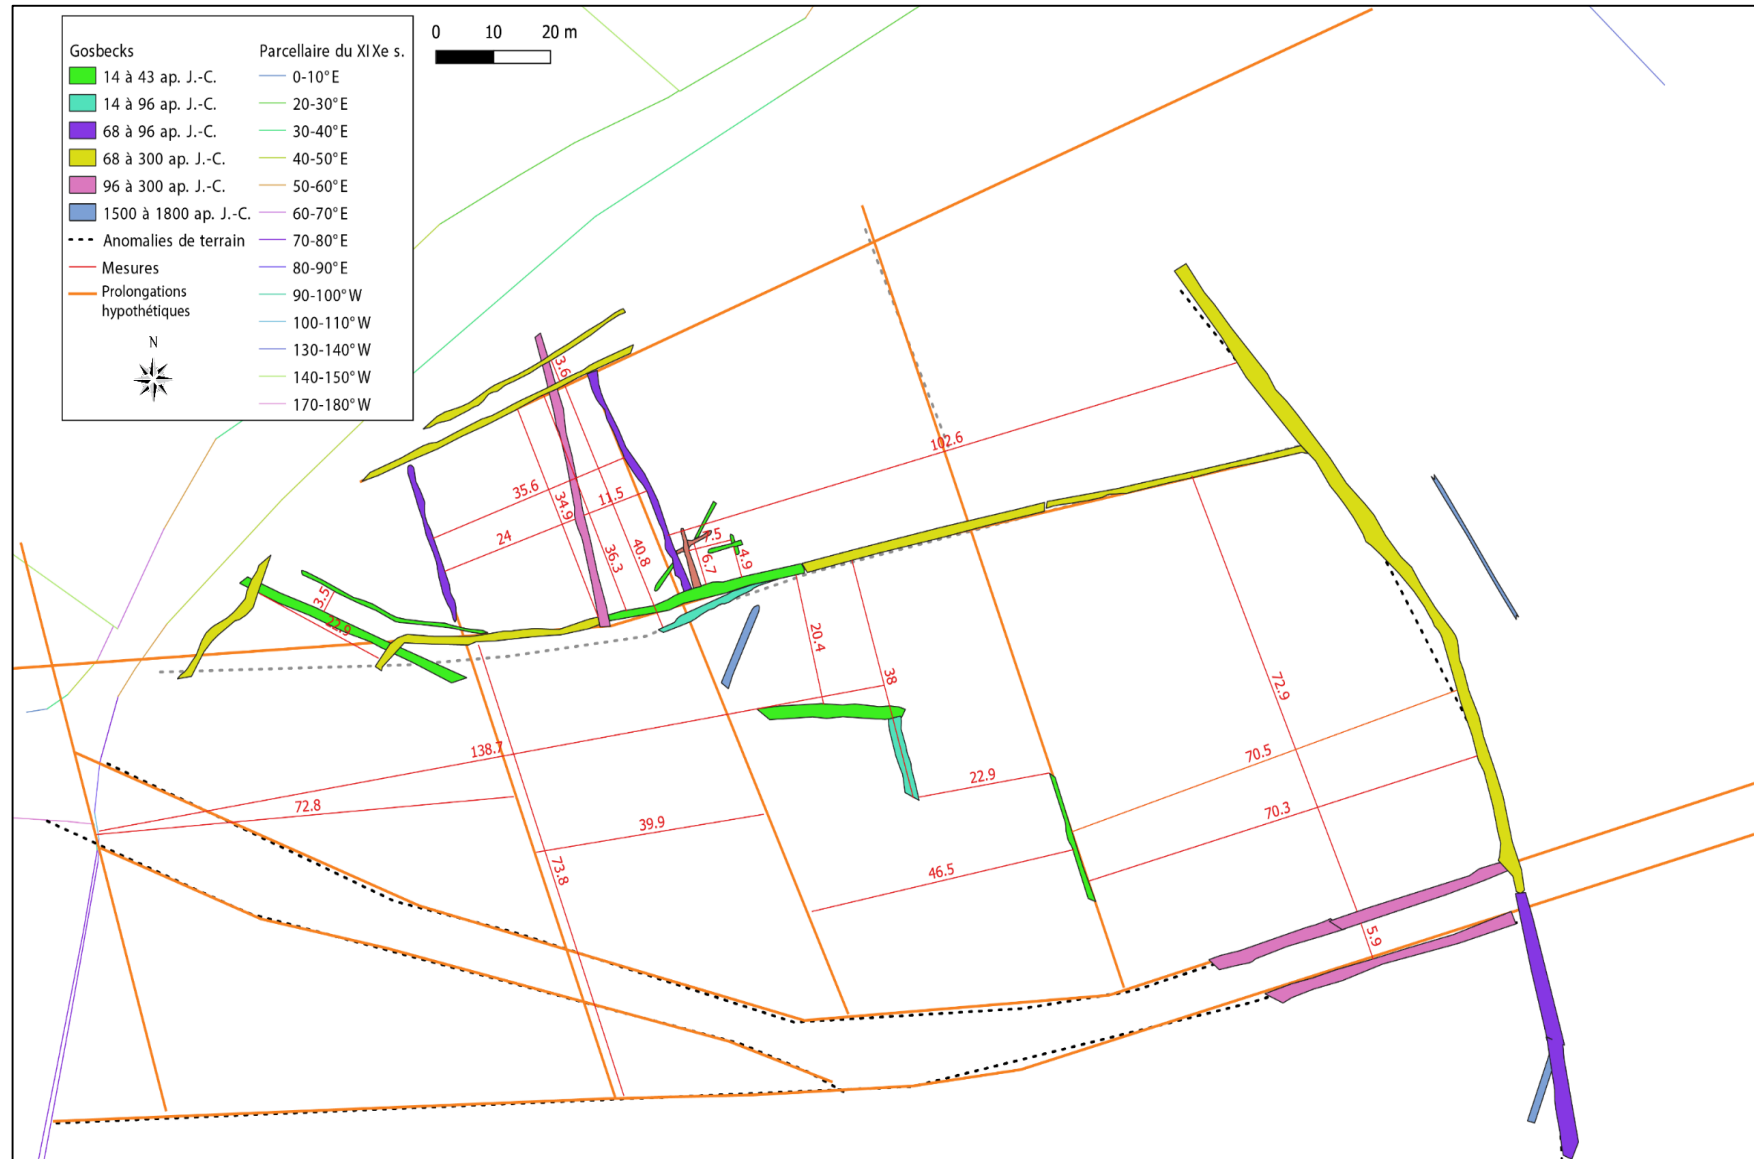 Gosbecks
14 à 43 ap. J.-C.
14 à 96 ap. J.-C.
68 à 96 ap. J.-C.
68 à 300 ap. J.-C.
96 à 300 ap. J.-C.
1500 à 1800 ap. J.-C.
Anomalies de terrain
Mesures
Prolongations
hypothétiques
N
Parcellaire du XIXe s.
0-10°E
20-30°E
30-40°E
40-50°E
50-60°E
60-70°E
70-80°E
80-90°E
90-100°W
100-110°W
130-140°W
140-150°W
170-180°W
0 10 20 m
3.6
102.6
35.6
34.9
11.5
24
36.3
40.8
7.5
6.7
4.9
3.5
22.9
20.4
38
72.9
138.7
72.8
22.9
70.5
39.9
70.3
73.8
46.5
5.9